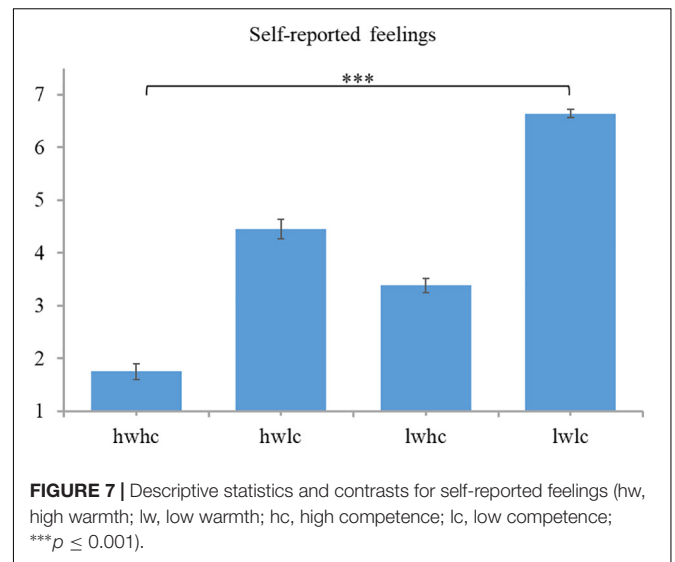 Self-reported feelings
***
7
6
5
4
3
2
1
hwhc hwlc lwhc lwlc
FIGURE 7 | Descriptive statistics and contrasts for self-reported feelings (hw,
high warmth; lw, low warmth; hc, high competence; lc, low competence;
***p ≤ 0.001).